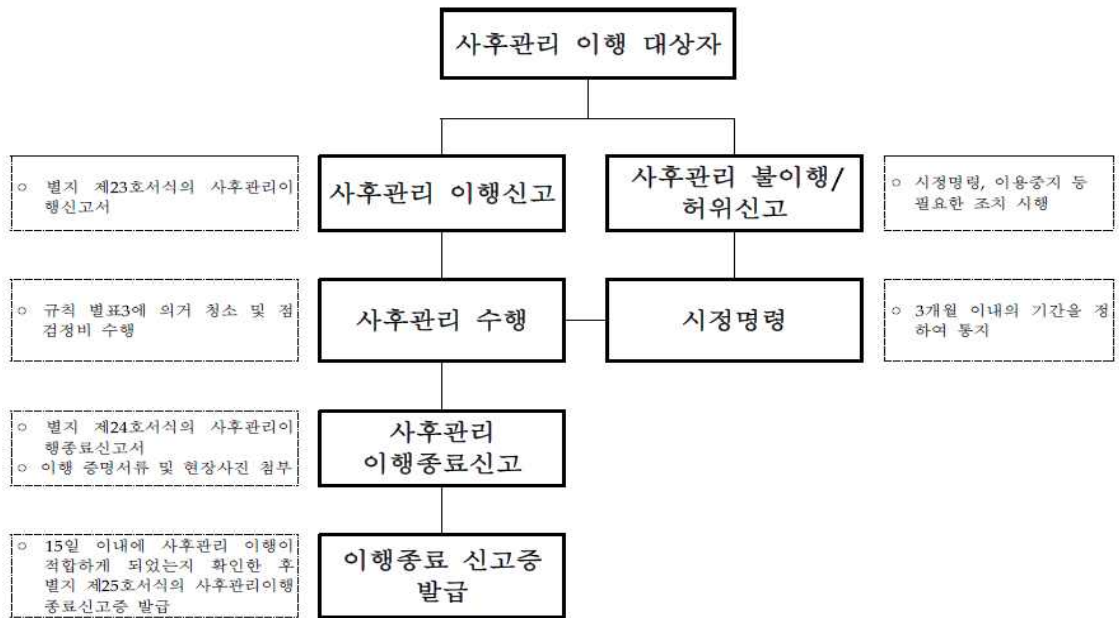 사후관리 이행 대상자
○ 별지 제23호서식의 사후관리이
행신고서
사후관리 이행신고
사후관리 불이행/
허위신고
○ 시정명령, 이용중지 등
필요한 조치 시행
○ 규칙 별표3에 의거 청소 및 점
검정비 수행
사후관리 수행
시정명령
○ 3개월 이내의 기간을 정
하여 통지
○ 별지 제24호서식의 사후관리이
행종료신고서
○ 이행 증명서류 및 현장사진 첨부
사후관리
이행종료신고
○ 15일 이내에 사후관리 이행이
적합하게 되었는지 확인한 후
별지 제25호서식의 사후관리이행
종료신고증 발급
이행종료 신고증
발급